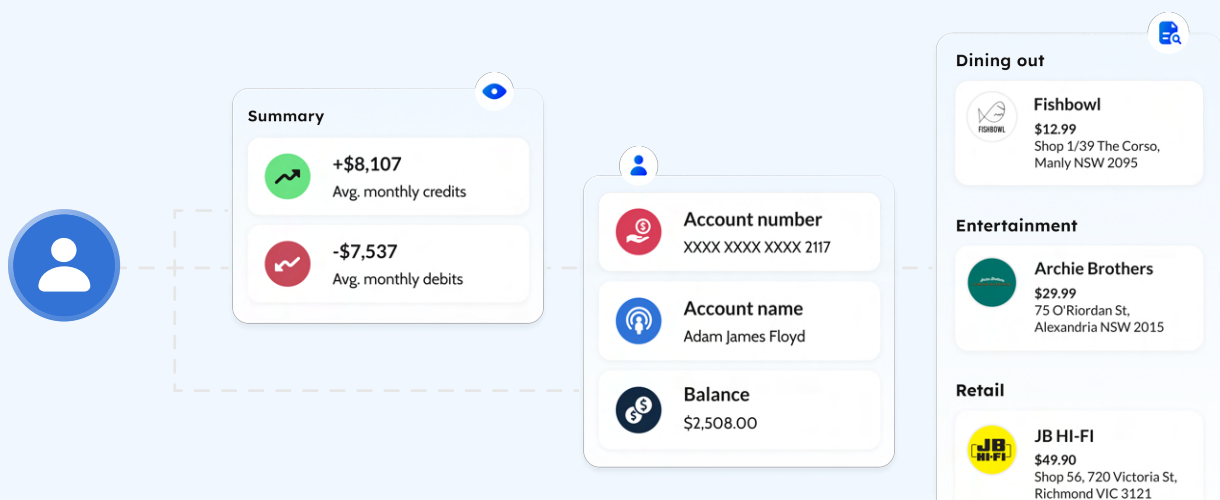 Summary
+$8,107
Avg. monthly credits
-$7,537
Avg. monthly debits
Account number
XXXX XXXX XXXX 2117
Account name
Adam James Floyd
Balance
$2,508.00
Dining out
FISHBOWL
Fishbowl
$12.99
Shop 1/39 The Corso,
Manly NSW 2095
Entertainment
Archie Brothers
Archie Brothers
$29.99
75 O'Riordan St,
Alexandria NSW 2015
Retail
JB
HI-FI
JB HI-FI
$49.90
Shop 56, 720 Victoria St,
Richmond VIC 3121